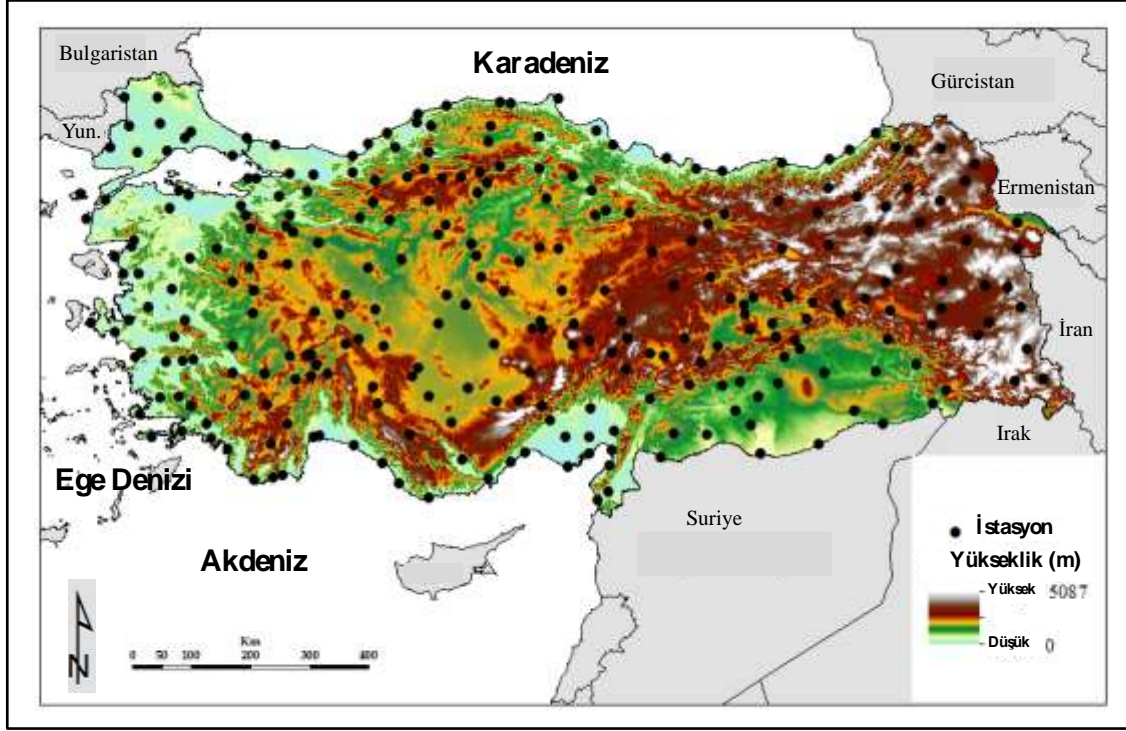 Bulgaristan
Karadeniz
Gürcistan
Yun.
Ermenistan
İran
Irak
Ege Denizi
Suriye
Akdeniz
İstasyon
Yükseklik (m)
Yüksek 5087
Düşük 0
Km
0 50 100 200 300 400
N